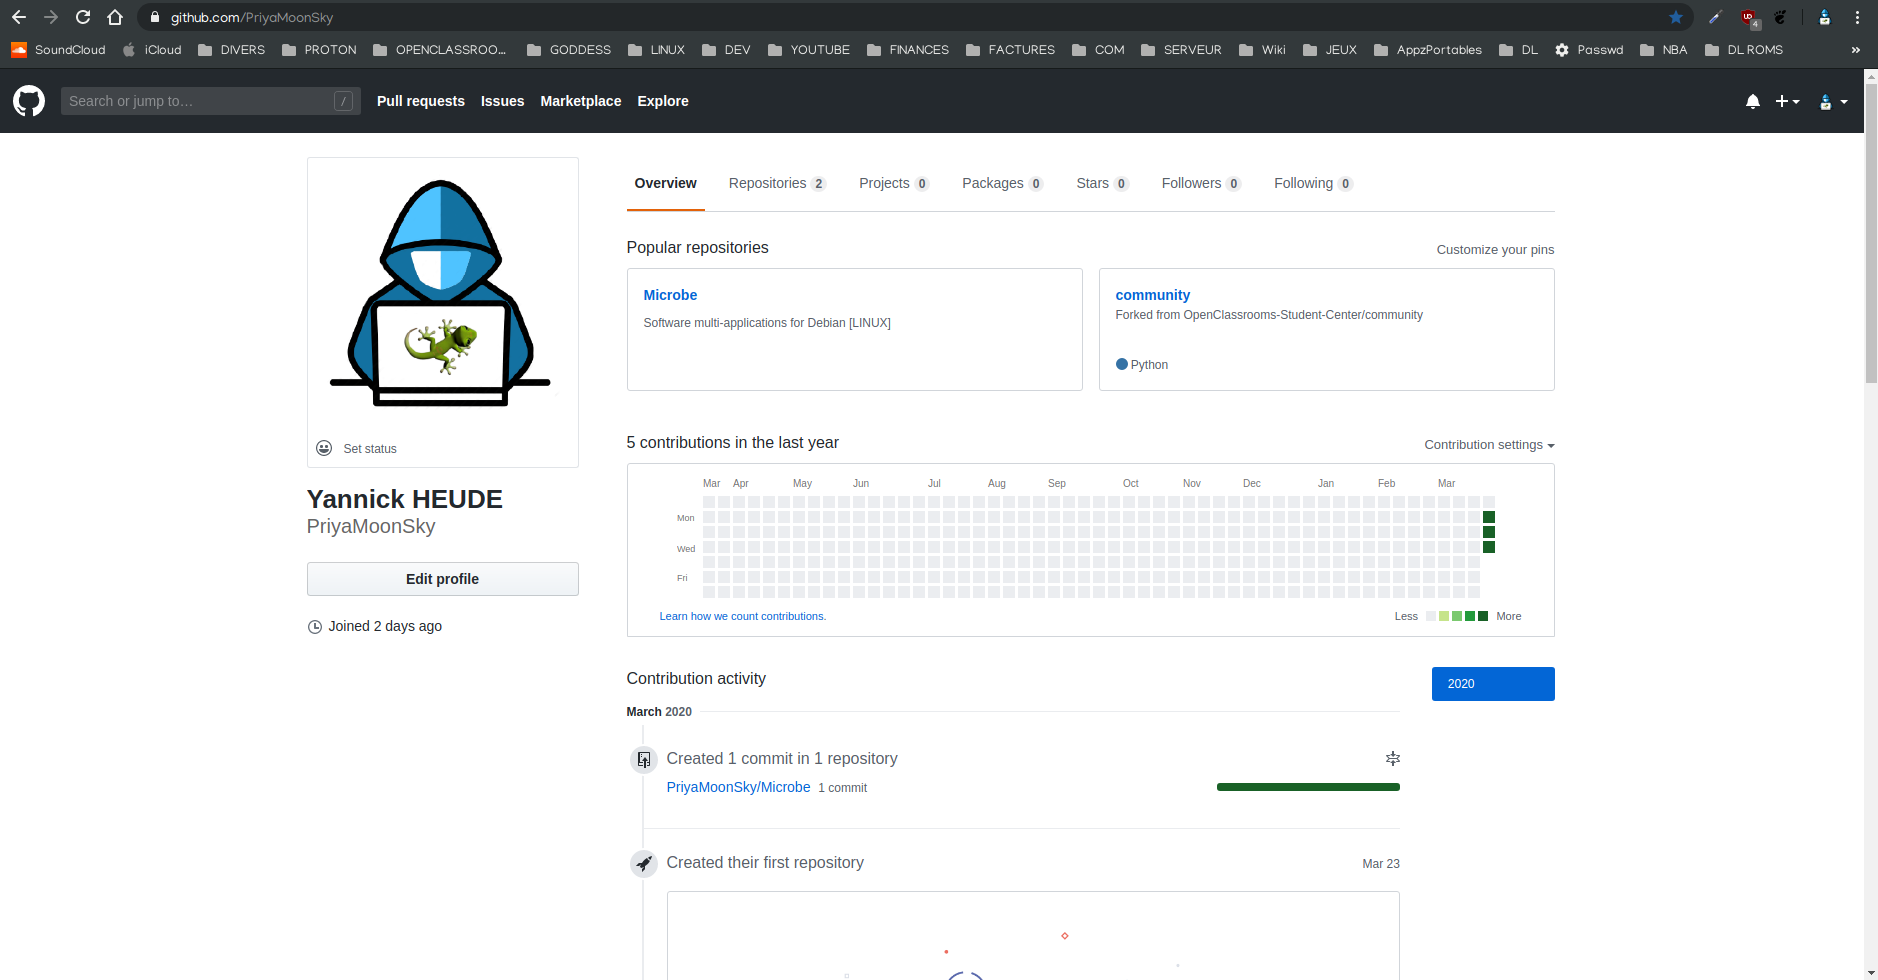 github.com/PriyaMoonSky
UD 4
SoundCloud iCloud DIVERS PROTON OPENCLASSROO... GODDESS LINUX DEV YOUTUBE FINANCES FACTURES COM SERVEUR Wiki JEUX AppzPortables DL Passwd NBA DL ROMS »
Search or jump to… / Pull requests Issues Marketplace Explore
Overview Repositories 2 Projects 0 Packages 0 Stars 0 Followers 0 Following 0
Popular repositories Customize your pins
Microbe
Software multi-applications for Debian [LINUX]
community
Forked from OpenClassrooms-Student-Center/community
Python
Set status
Yannick HEUDE
PriyaMoonSky
Edit profile
Joined 2 days ago
5 contributions in the last year Contribution settings
Mar Apr May Jun Jul Aug Sep Oct Nov Dec Jan Feb Mar
Mon
Wed
Fri
Learn how we count contributions. Less More
Contribution activity 2020
March 2020
Created 1 commit in 1 repository
PriyaMoonSky/Microbe 1 commit
Created their first repository Mar 23